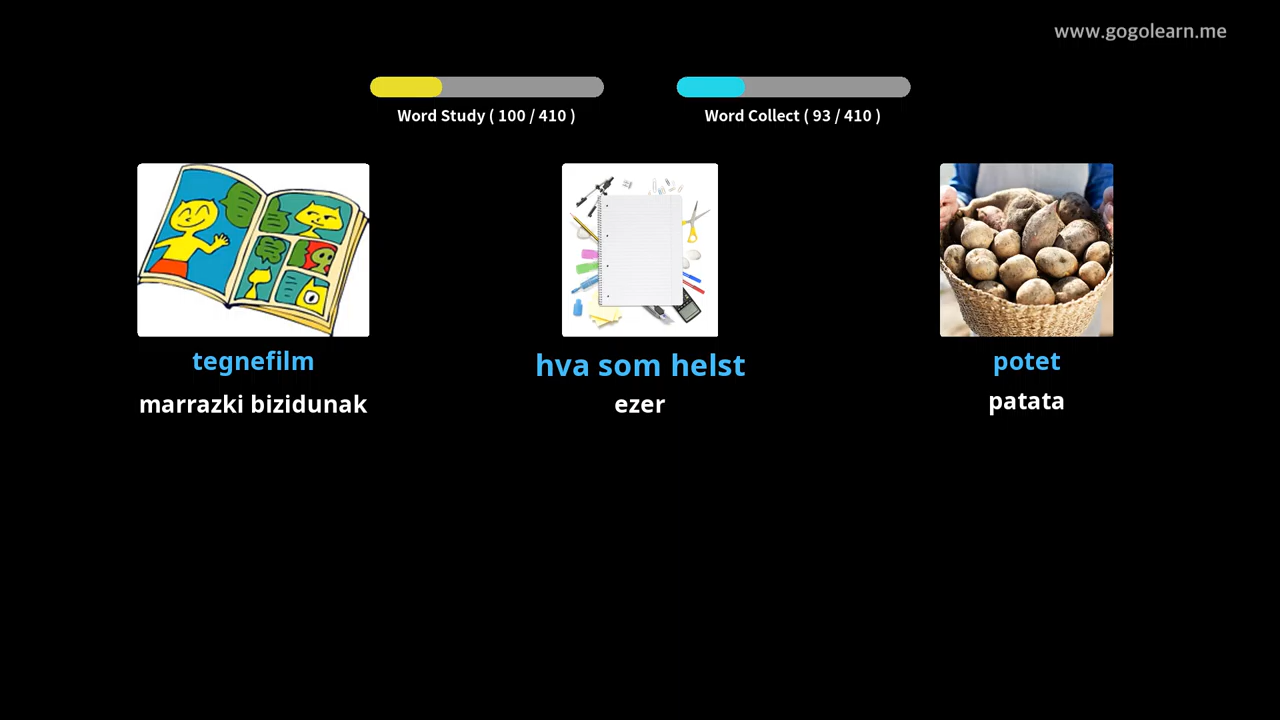 www.gogolearn.me
Word Study ( 100 / 410 )
Word Collect ( 93 / 410 )
tegnefilm
hva som helst
potet
marrazki bizidunak
ezer
patata